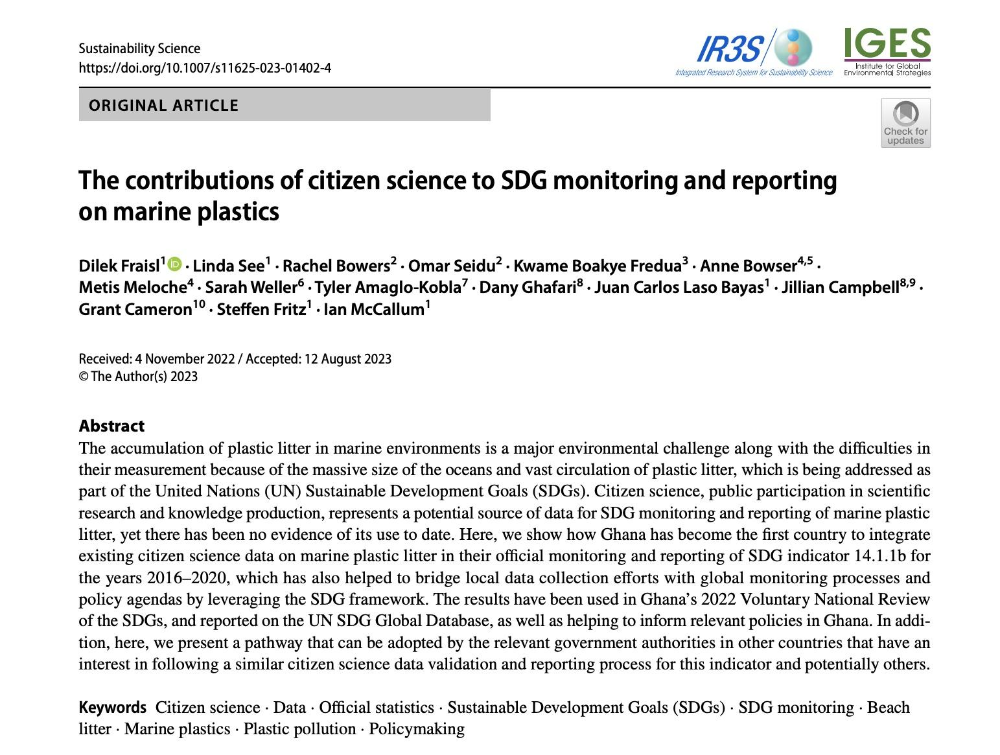 Sustainability Science
https://doi.org/10.1007/s11625-023-01402-4
IR3S
Integrated Research System for Sustainability Science
IGES
Institute for Global
Environmental Strategies
ORIGINAL ARTICLE
Check for
updates
The contributions of citizen science to SDG monitoring and reporting
on marine plastics
Dilek Fraisl1 iD · Linda See1 · Rachel Bowers2 · Omar Seidu2 · Kwame Boakye Fredua3 · Anne Bowser4,5 ·
Metis Meloche4 · Sarah Weller6 · Tyler Amaglo-Kobla7 · Dany Ghafari8 · Juan Carlos Laso Bayas1 · Jillian Campbell8,9 ·
Grant Cameron10 · Steffen Fritz1 · Ian McCallum1
Received: 4 November 2022 / Accepted: 12 August 2023
© The Author(s) 2023
Abstract
The accumulation of plastic litter in marine environments is a major environmental challenge along with the difficulties in
their measurement because of the massive size of the oceans and vast circulation of plastic litter, which is being addressed as
part of the United Nations (UN) Sustainable Development Goals (SDGs). Citizen science, public participation in scientific
research and knowledge production, represents a potential source of data for SDG monitoring and reporting of marine plastic
litter, yet there has been no evidence of its use to date. Here, we show how Ghana has become the first country to integrate
existing citizen science data on marine plastic litter in their official monitoring and reporting of SDG indicator 14.1.1b for
the years 2016–2020, which has also helped to bridge local data collection efforts with global monitoring processes and
policy agendas by leveraging the SDG framework. The results have been used in Ghana’s 2022 Voluntary National Review
of the SDGs, and reported on the UN SDG Global Database, as well as helping to inform relevant policies in Ghana. In addi-
tion, here, we present a pathway that can be adopted by the relevant government authorities in other countries that have an
interest in following a similar citizen science data validation and reporting process for this indicator and potentially others.
Keywords Citizen science · Data · Official statistics · Sustainable Development Goals (SDGs) · SDG monitoring · Beach
litter · Marine plastics · Plastic pollution · Policymaking